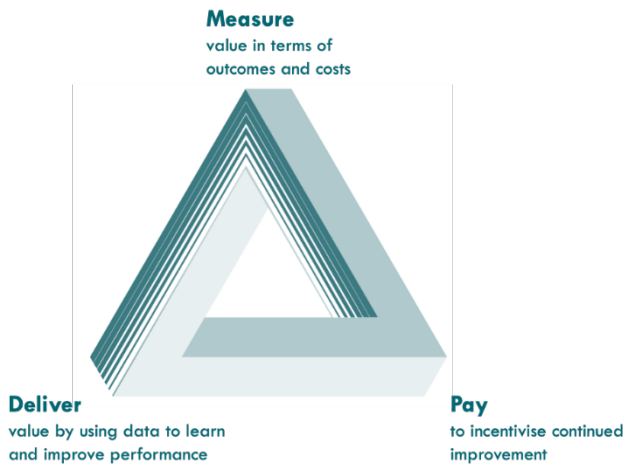 Measure
value in terms of
outcomes and costs
Deliver
value by using data to learn
and improve performance
Pay
to incentivise continued
improvement